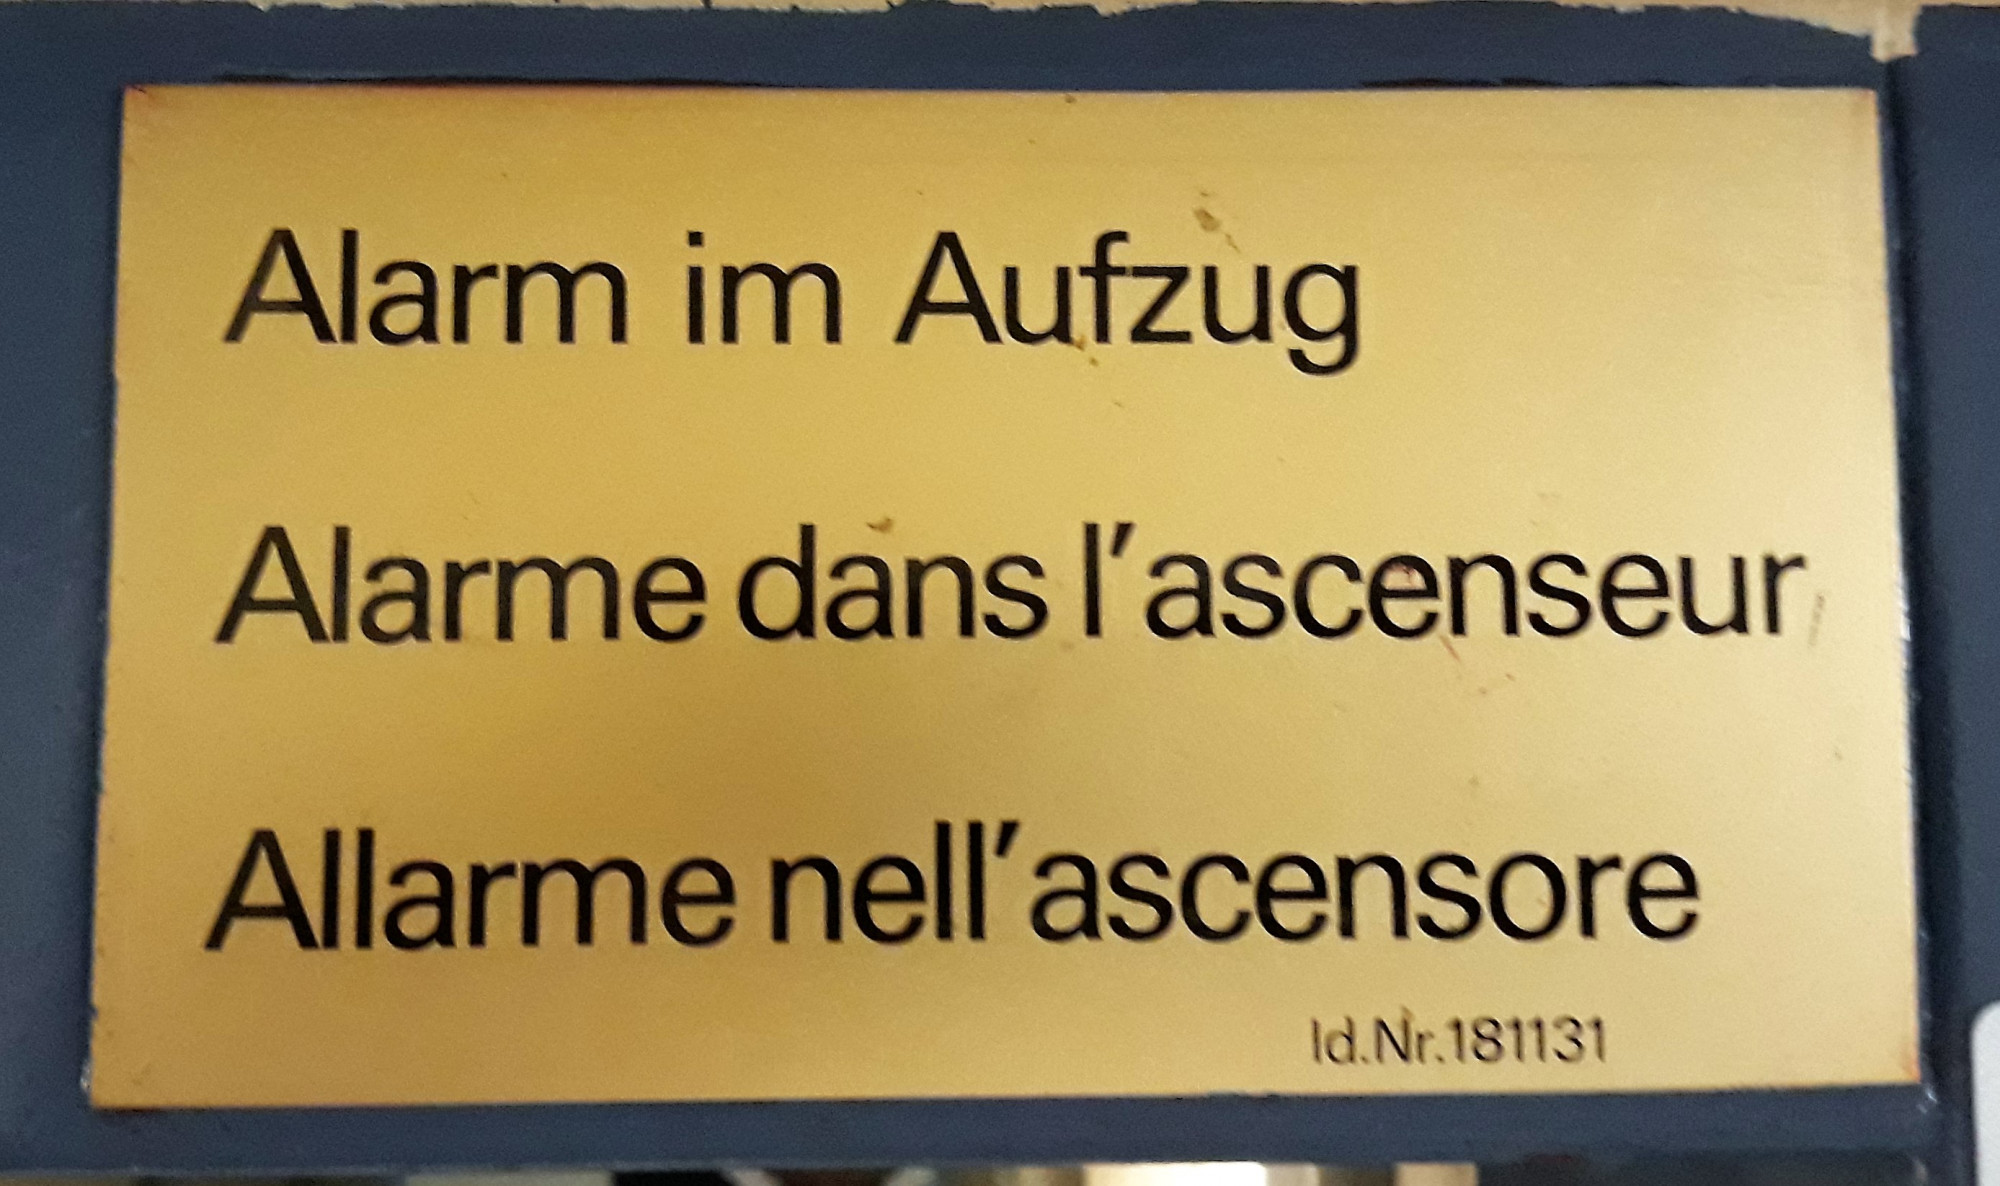 Alarm im Aufzug
Alarme dans l'ascenseur
Allarme nell'ascensore
Id.Nr.181131